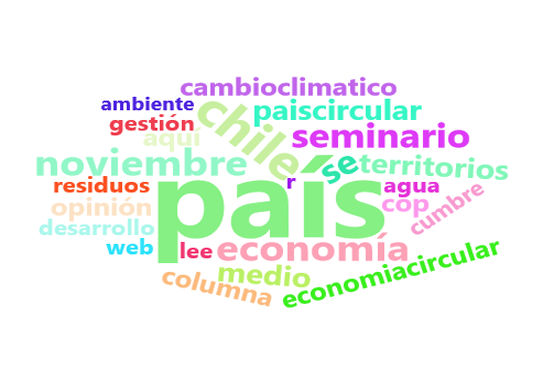 cambioclimatico
ambiente
chile
paiscircular
gestión
aquí
seminario
noviembre
se
territorios
residuos
país
r
agua
opinión
cop
cumbre
desarrollo
web
lee
economía
medio
economiacircular
columna